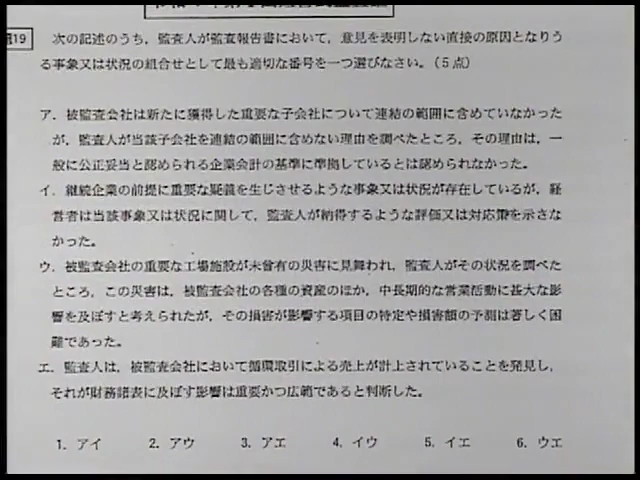 19 次の記述のうち，監査人が監査報告書において，意見を表明しない直接の原因となりう
る事象又は状況の組合せとして最も適切な番号を一つ選びなさい。（５点）
ア．被監査会社は新たに獲得した重要な子会社について連結の範囲に含めていなかった
が，監査人が当該子会社を連結の範囲に含めない理由を調べたところ，その理由は，一
般に公正妥当と認められる企業会計の基準に準拠しているとは認められなかった。
イ．継続企業の前提に重要な疑義を生じさせるような事象又は状況が存在しているが，経
営者は当該事象又は状況に関して，監査人が納得するような評価又は対応策を示さな
かった。
ウ．被監査会社の重要な工場施設が未曾有の災害に見舞われ，監査人がその状況を調べた
ところ，この災害は，被監査会社の各種の資産のほか，中長期的な営業活動に甚大な影
響を及ぼすと考えられたが，その損害が影響する項目の特定や損害額の予測は著しく困
難であった。
エ．監査人は，被監査会社において循環取引による売上が計上されていることを発見し，
それが財務諸表に及ぼす影響は重要かつ広範であると判断した。
1．アイ 2．アウ 3．アエ 4．イウ 5．イエ 6．ウエ